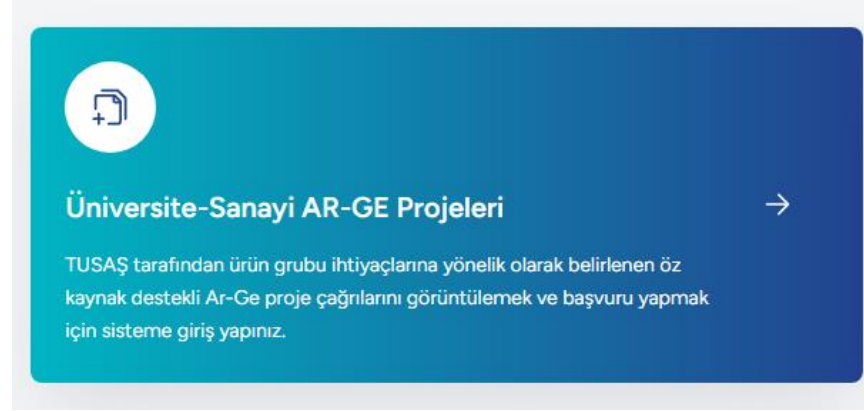 Üniversite-Sanayi AR-GE Projeleri
TUSAŞ tarafından ürün grubu ihtiyaçlarına yönelik olarak belirlenen öz
kaynak destekli Ar-Ge proje çağrılarını görüntülemek ve başvuru yapmak
için sisteme giriş yapınız.